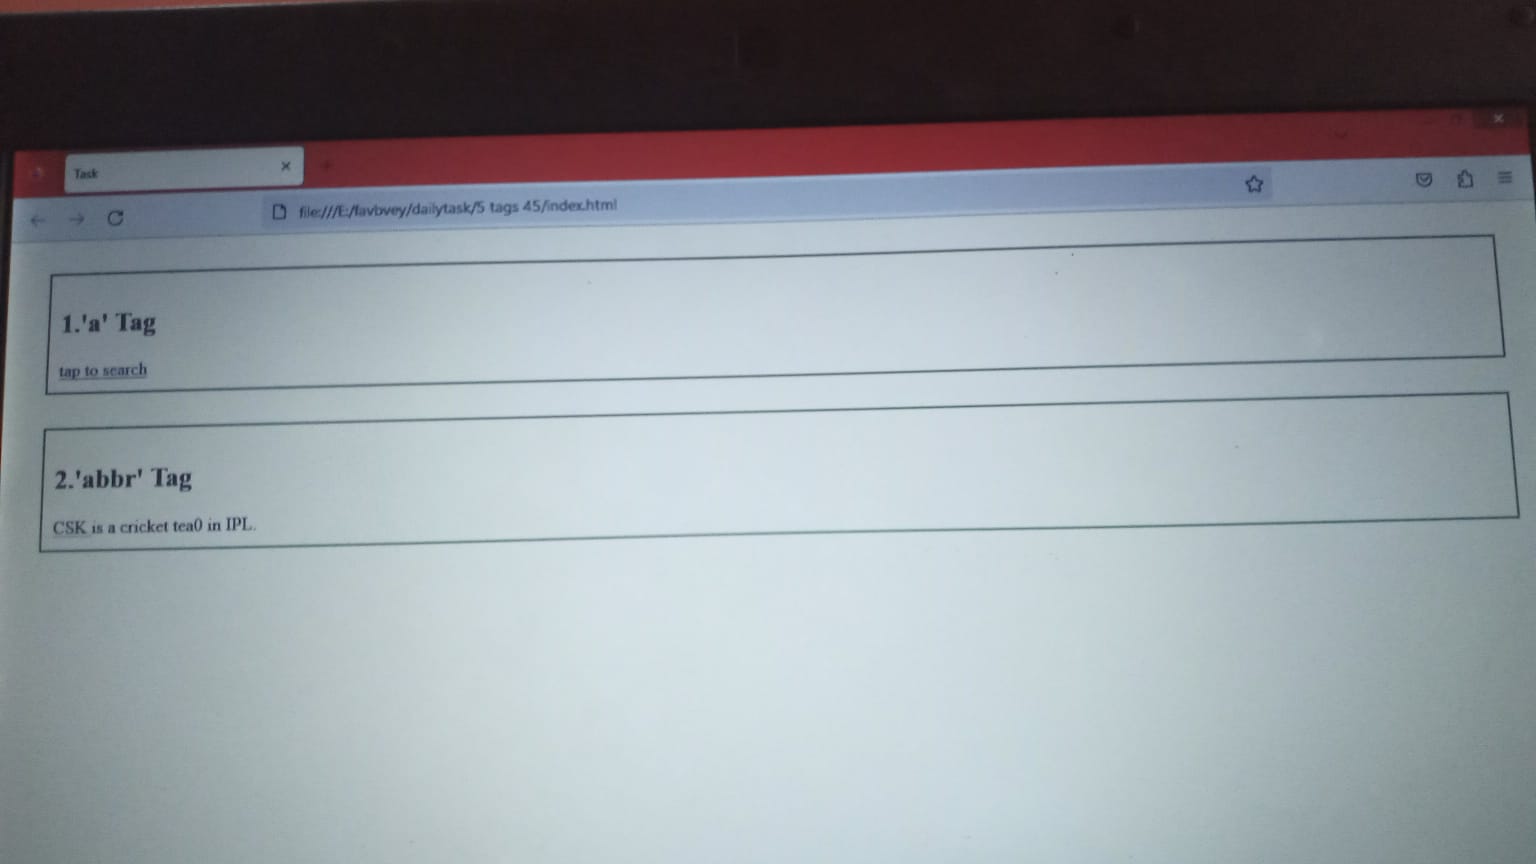 Task
file:///E:/favbvey/dailytask/5 tags 45/index.html
1.'a' Tag
tap to search
2.'abbr' Tag
CSK is a cricket tea0 in IPL.